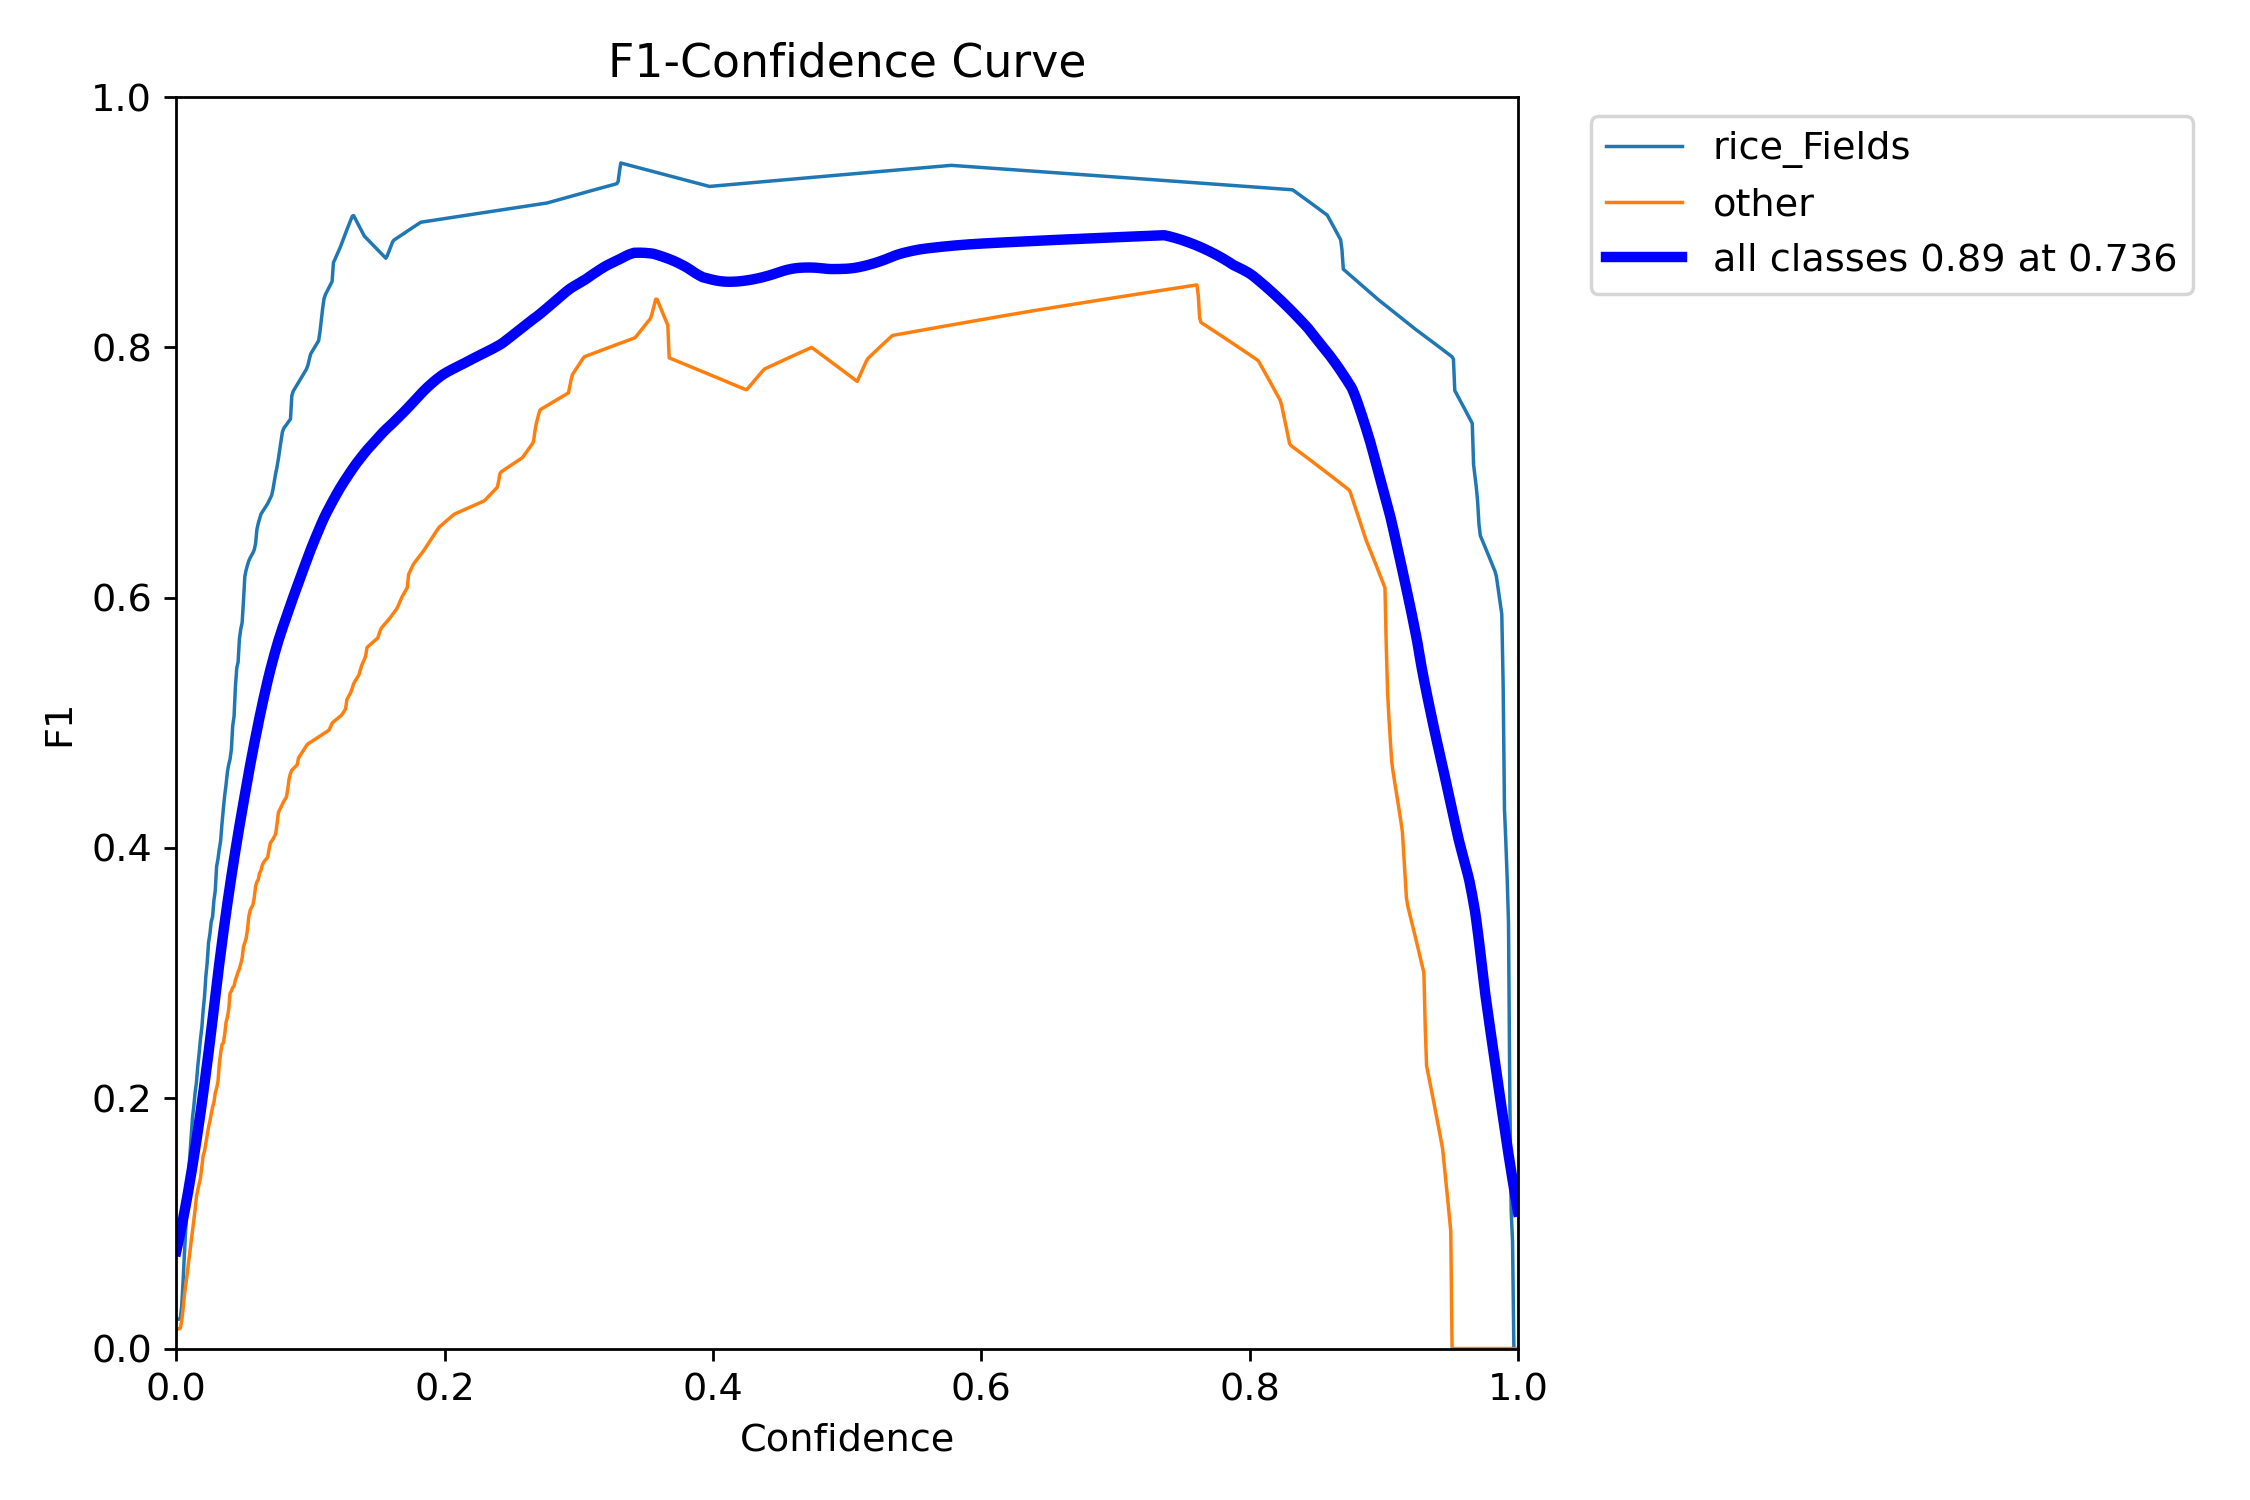 F1-Confidence Curve
rice_Fields
other
all classes 0.89 at 0.736
1.0
0.8
0.6
0.4
0.2
0.0
F1
0.0 0.2 0.4 0.6 0.8 1.0
Confidence